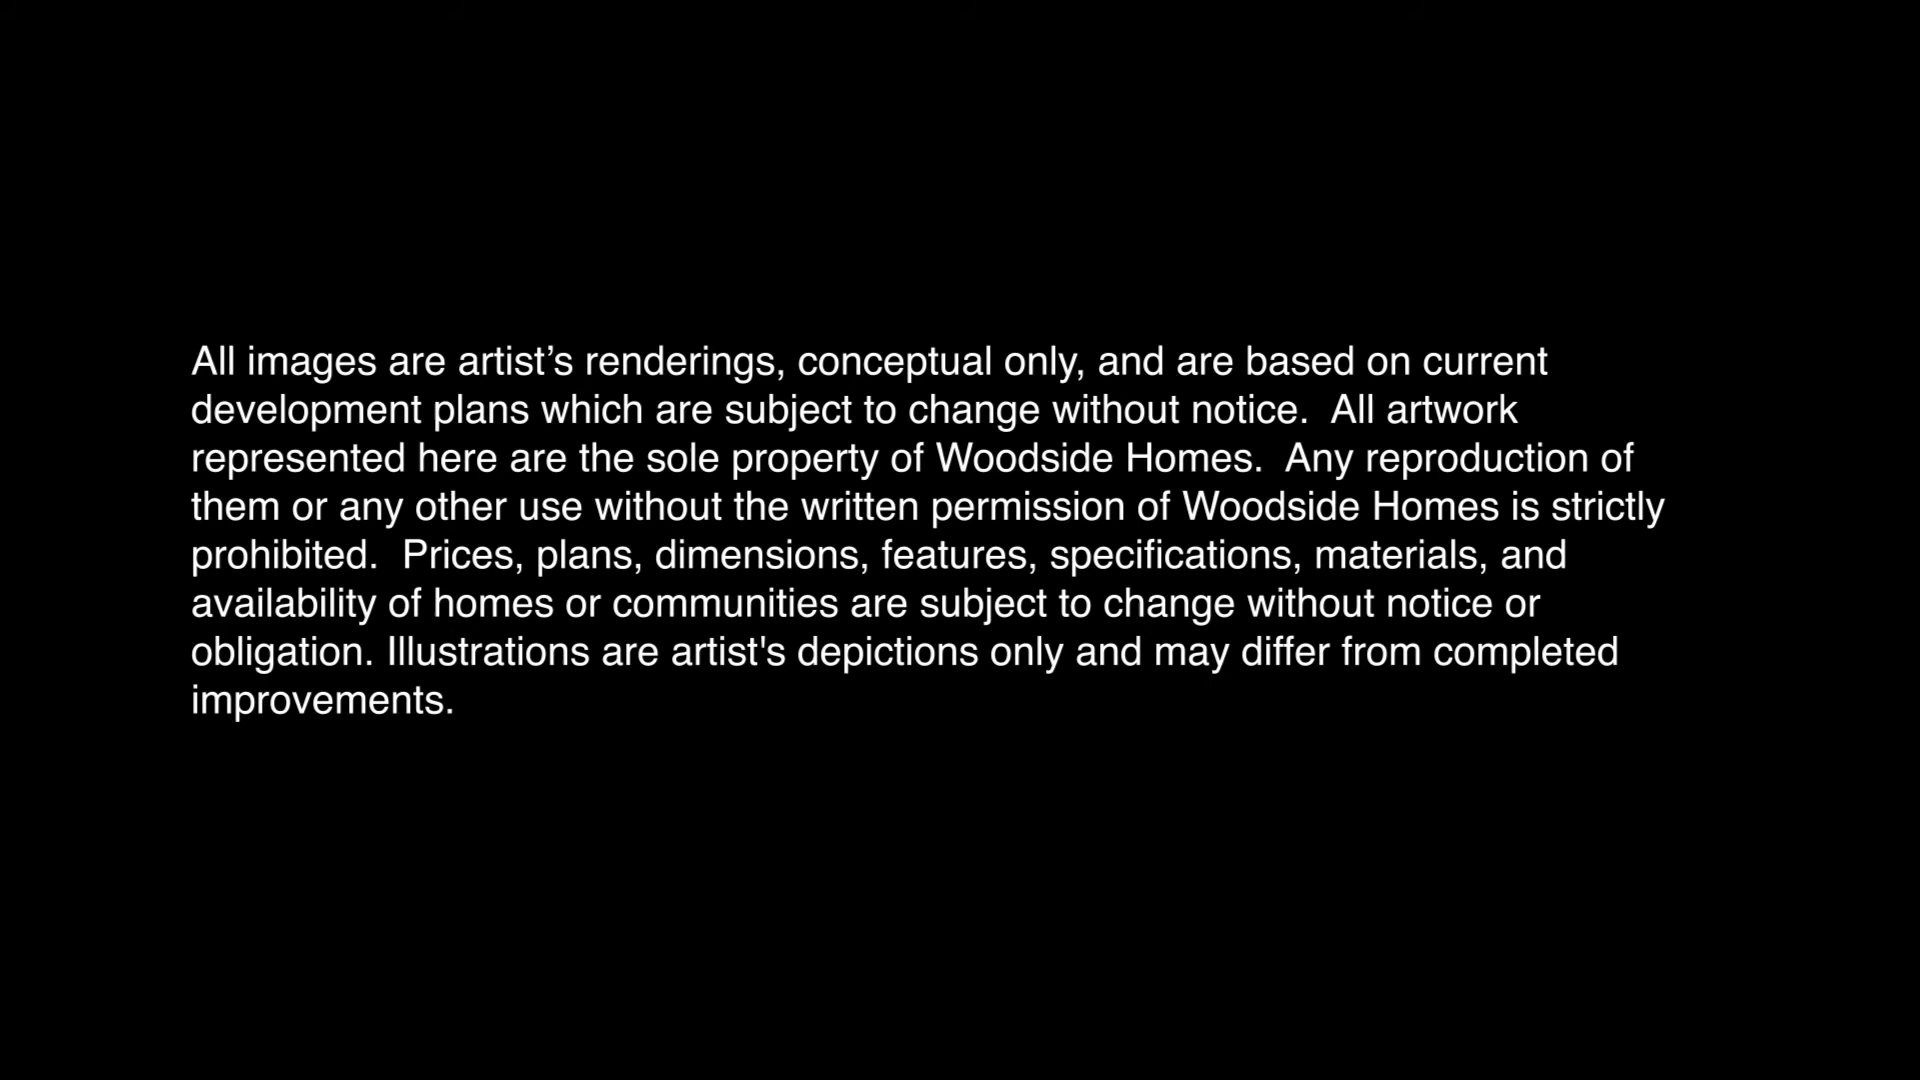 All images are artist’s renderings, conceptual only, and are based on current
development plans which are subject to change without notice.  All artwork
represented here are the sole property of Woodside Homes.  Any reproduction of
them or any other use without the written permission of Woodside Homes is strictly
prohibited.  Prices, plans, dimensions, features, specifications, materials, and
availability of homes or communities are subject to change without notice or
obligation. Illustrations are artist's depictions only and may differ from completed
improvements.